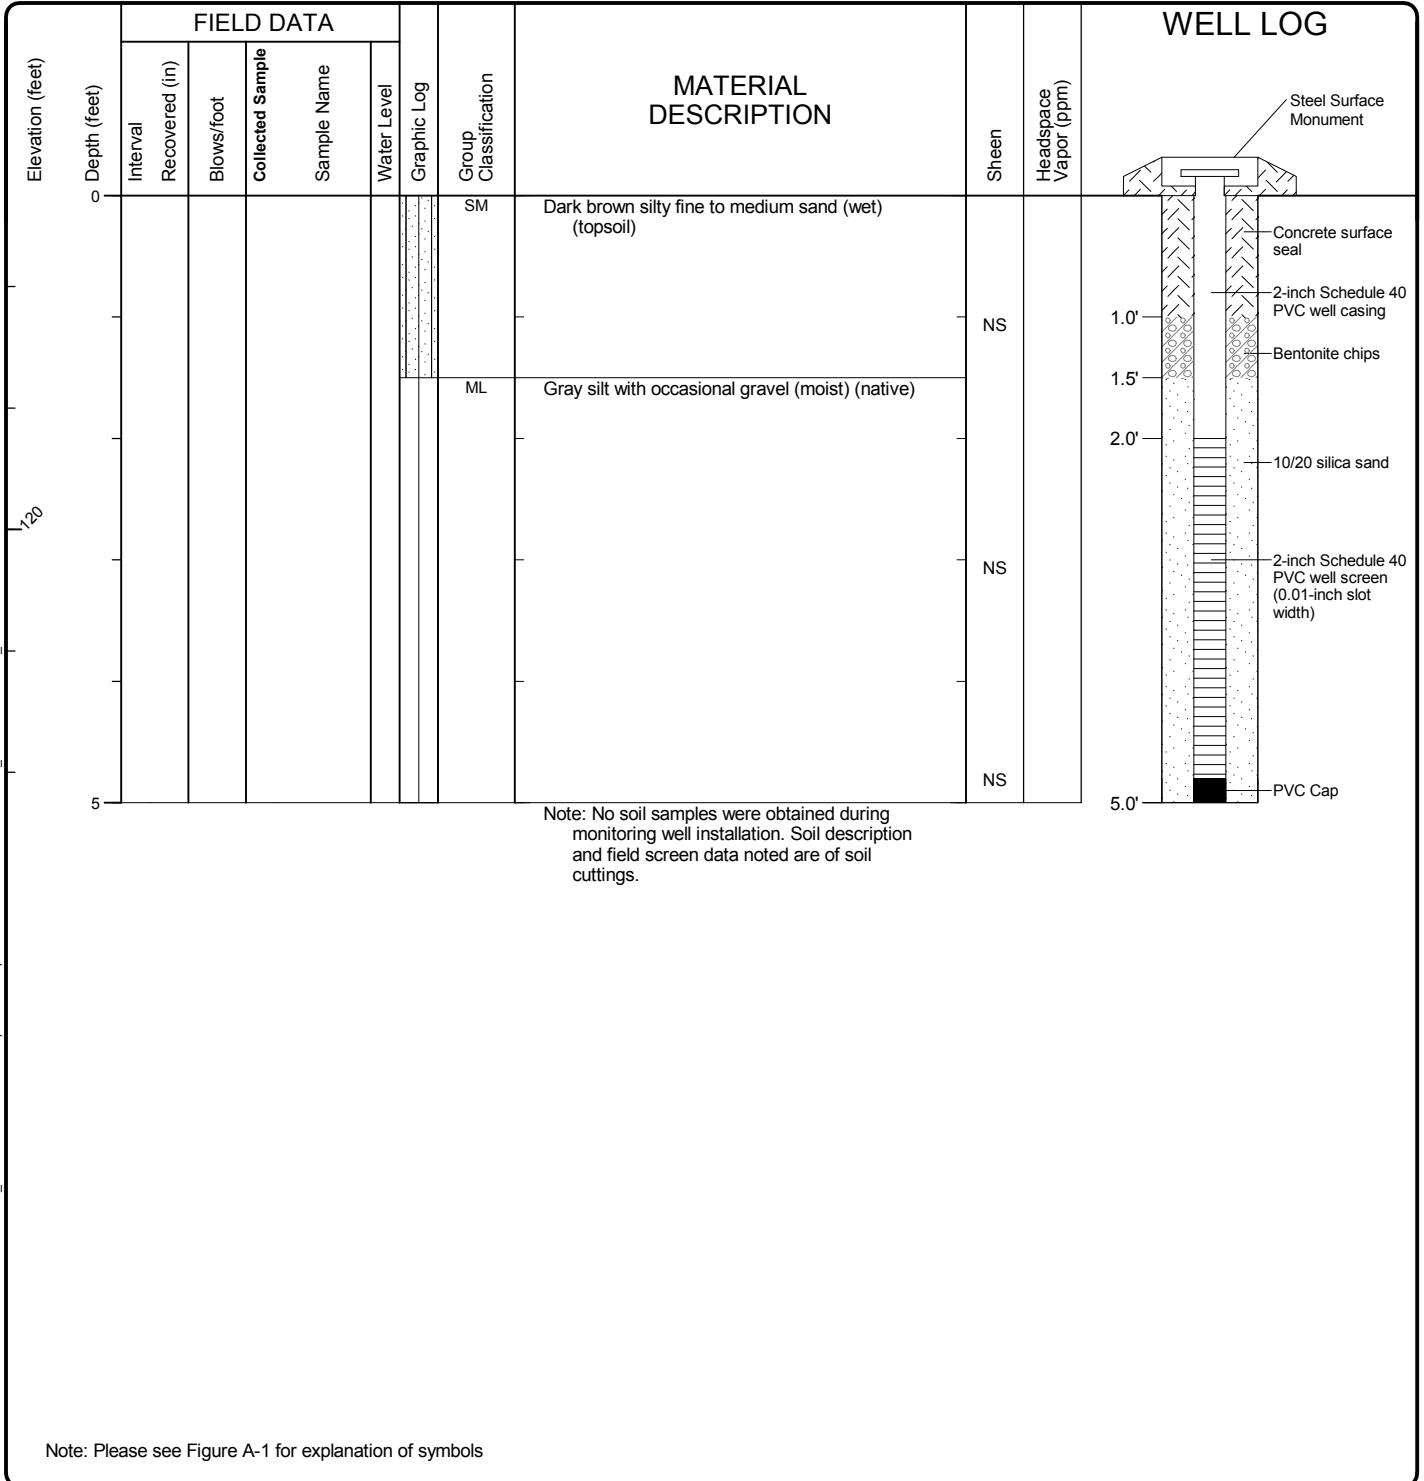 FIELD DATA
WELL LOG
Elevation (feet)
Depth (feet)
Interval
Recovered (in)
Blows/foot
Collected Sample
Sample Name
Water Level
Graphic Log
Group
Classification
MATERIAL
DESCRIPTION
Sheen
Headspace
Vapor (ppm)
Steel Surface
Monument
0
SM
Dark brown silty fine to medium sand (wet)
(topsoil)
Concrete surface
seal
2-inch Schedule 40
PVC well casing
NS
1.0'
Bentonite chips
1.5'
ML
Gray silt with occasional gravel (moist) (native)
2.0'
10/20 silica sand
120
NS
2-inch Schedule 40
PVC well screen
(0.01-inch slot
width)
NS
PVC Cap
5
5.0'
Note: No soil samples were obtained during
monitoring well installation. Soil description
and field screen data noted are of soil
cuttings.
Note: Please see Figure A-1 for explanation of symbols